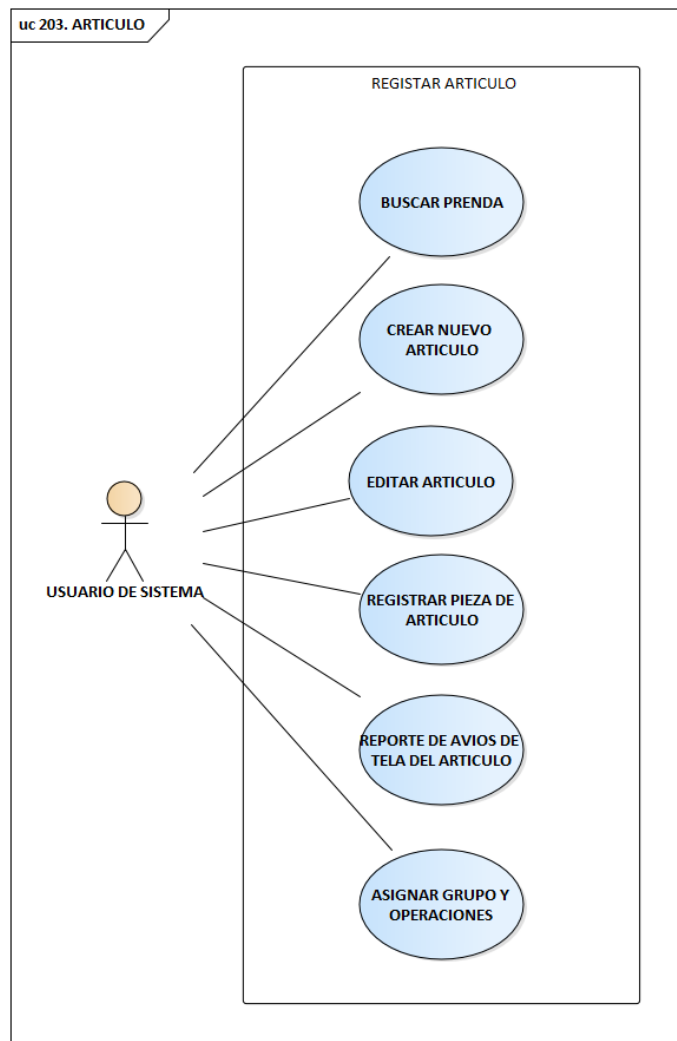 uc 203. ARTICULO
REGISTAR ARTICULO
BUSCAR PRENDA
CREAR NUEVO
ARTICULO
EDITAR ARTICULO
USUARIO DE SISTEMA
REGISTRAR PIEZA DE
ARTICULO
REPORTE DE AVIOS DE
TELA DEL ARTICULO
ASIGNAR GRUPO Y
OPERACIONES